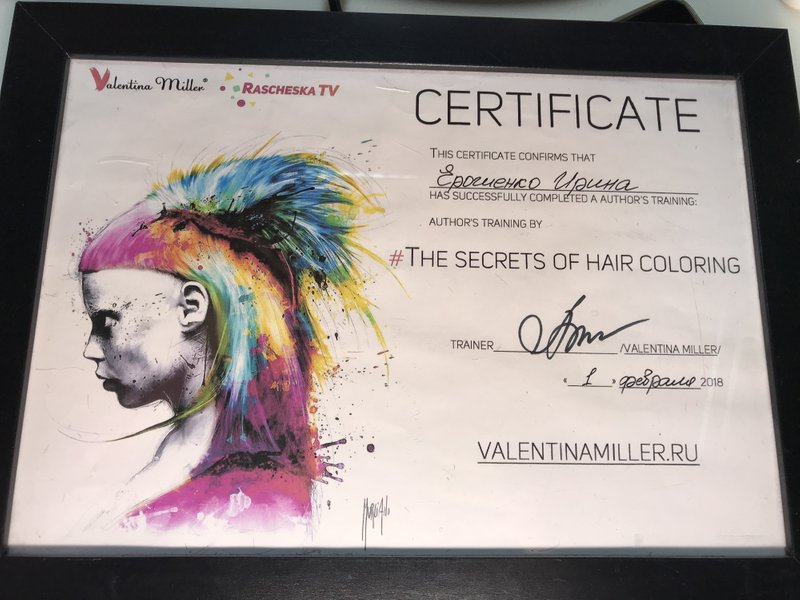 Valentina Miller®
RASCHESKA TV
CERTIFICATE
THIS CERTIFICATE CONFIRMS THAT
Ярошенко Ирина
HAS SUCCESSFULLY COMPLETED A AUTHOR'S TRAINING:
AUTHOR'S TRAINING BY
#THE SECRETS OF HAIR COLORING
TRAINER /VALENTINA MILLER/
« 1 » февраля 2018
VALENTINAMILLER.RU